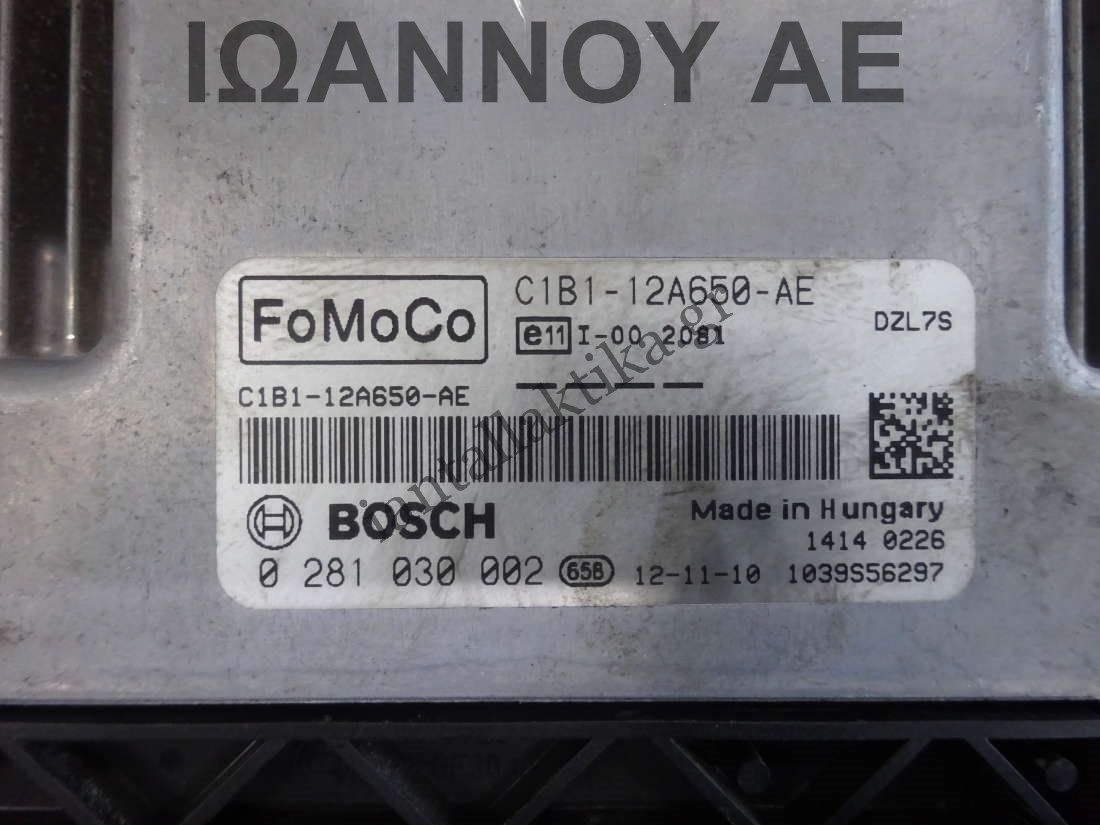 ΙΩΑΝΝΟΥ ΑΕ
FoMoCo
C1B1-12A650-AE
e11 I-00 2081
DZL7S
C1B1-12A650-AE
antallaktika.gr
BOSCH
Made in Hungary
1414 0226
0 281 030 002 65B 12-11-10 1039S56297